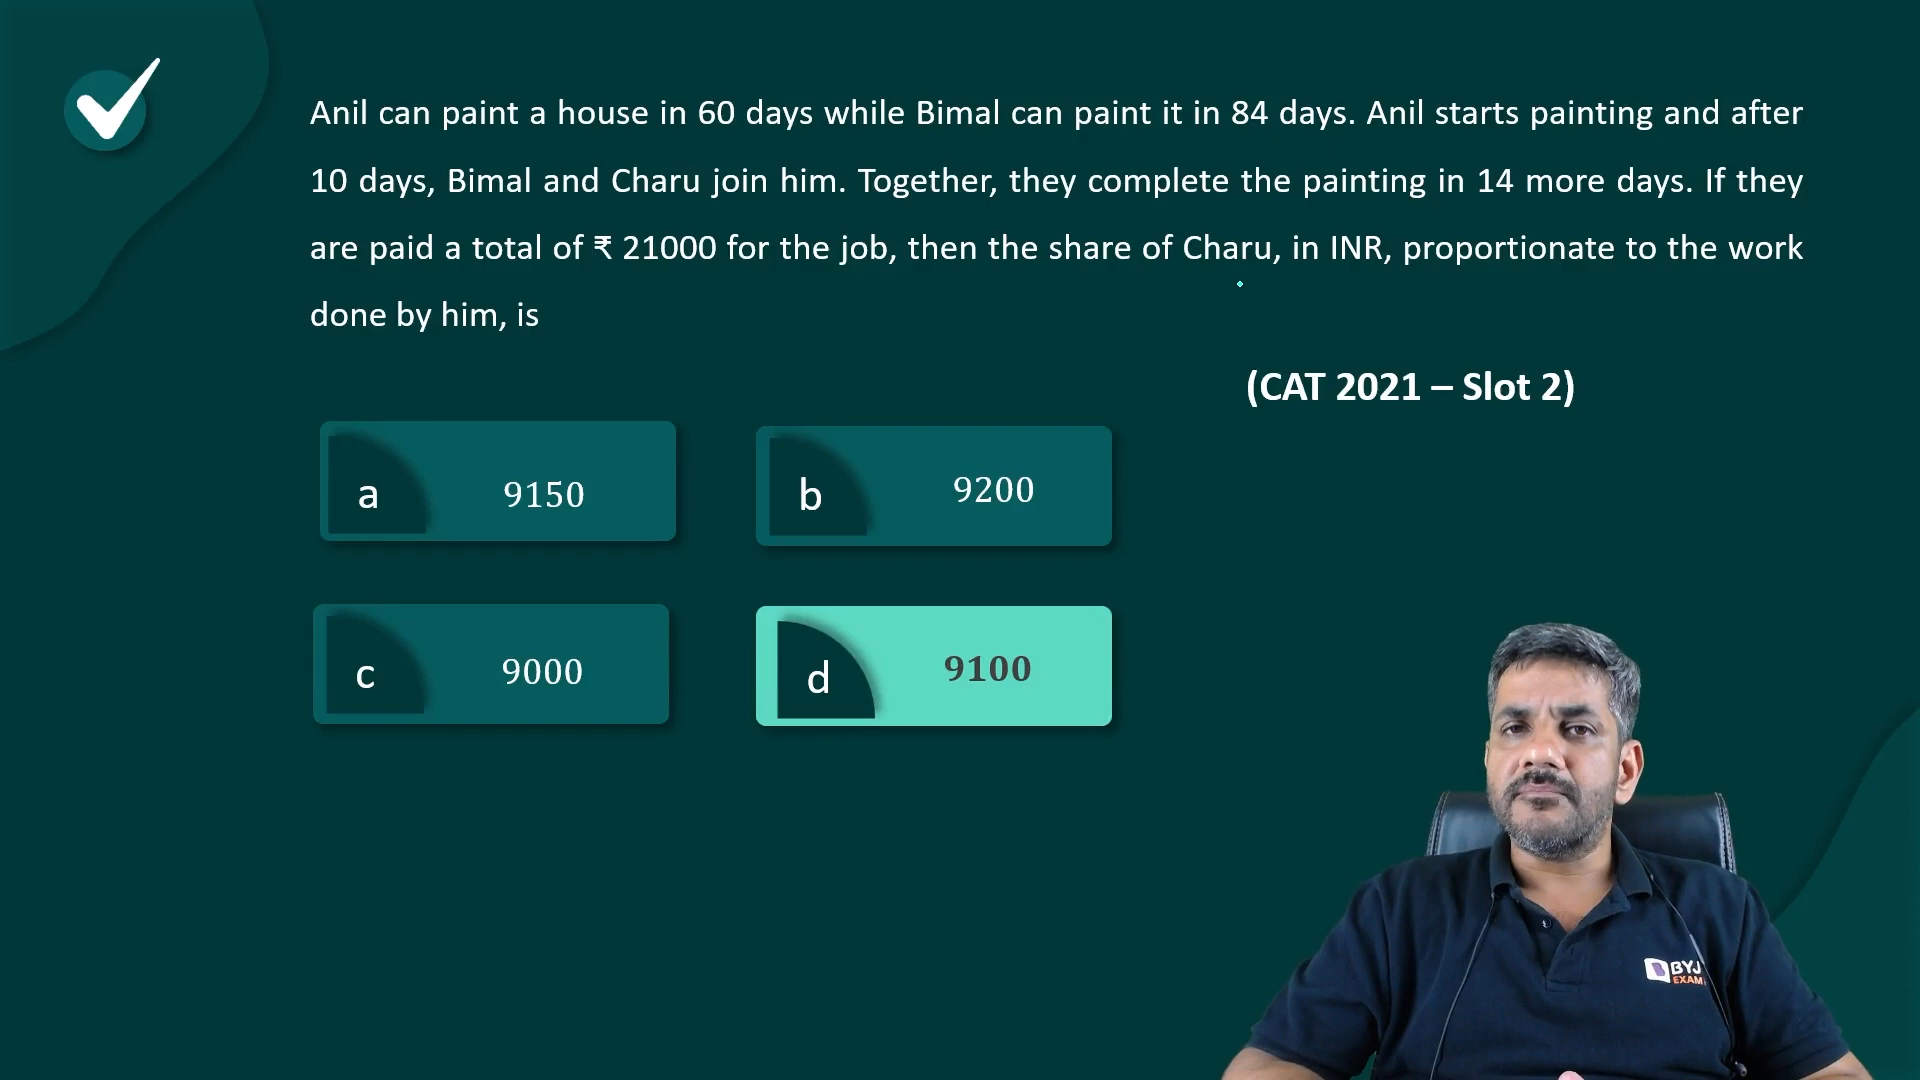 Anil can paint a house in 60 days while Bimal can paint it in 84 days. Anil starts painting and after
10 days, Bimal and Charu join him. Together, they complete the painting in 14 more days. If they
are paid a total of ₹ 21000 for the job, then the share of Charu, in INR, proportionate to the work
done by him, is
(CAT 2021 – Slot 2)
a 9150
b 9200
c 9000
d 9100
BYJ
EXAM